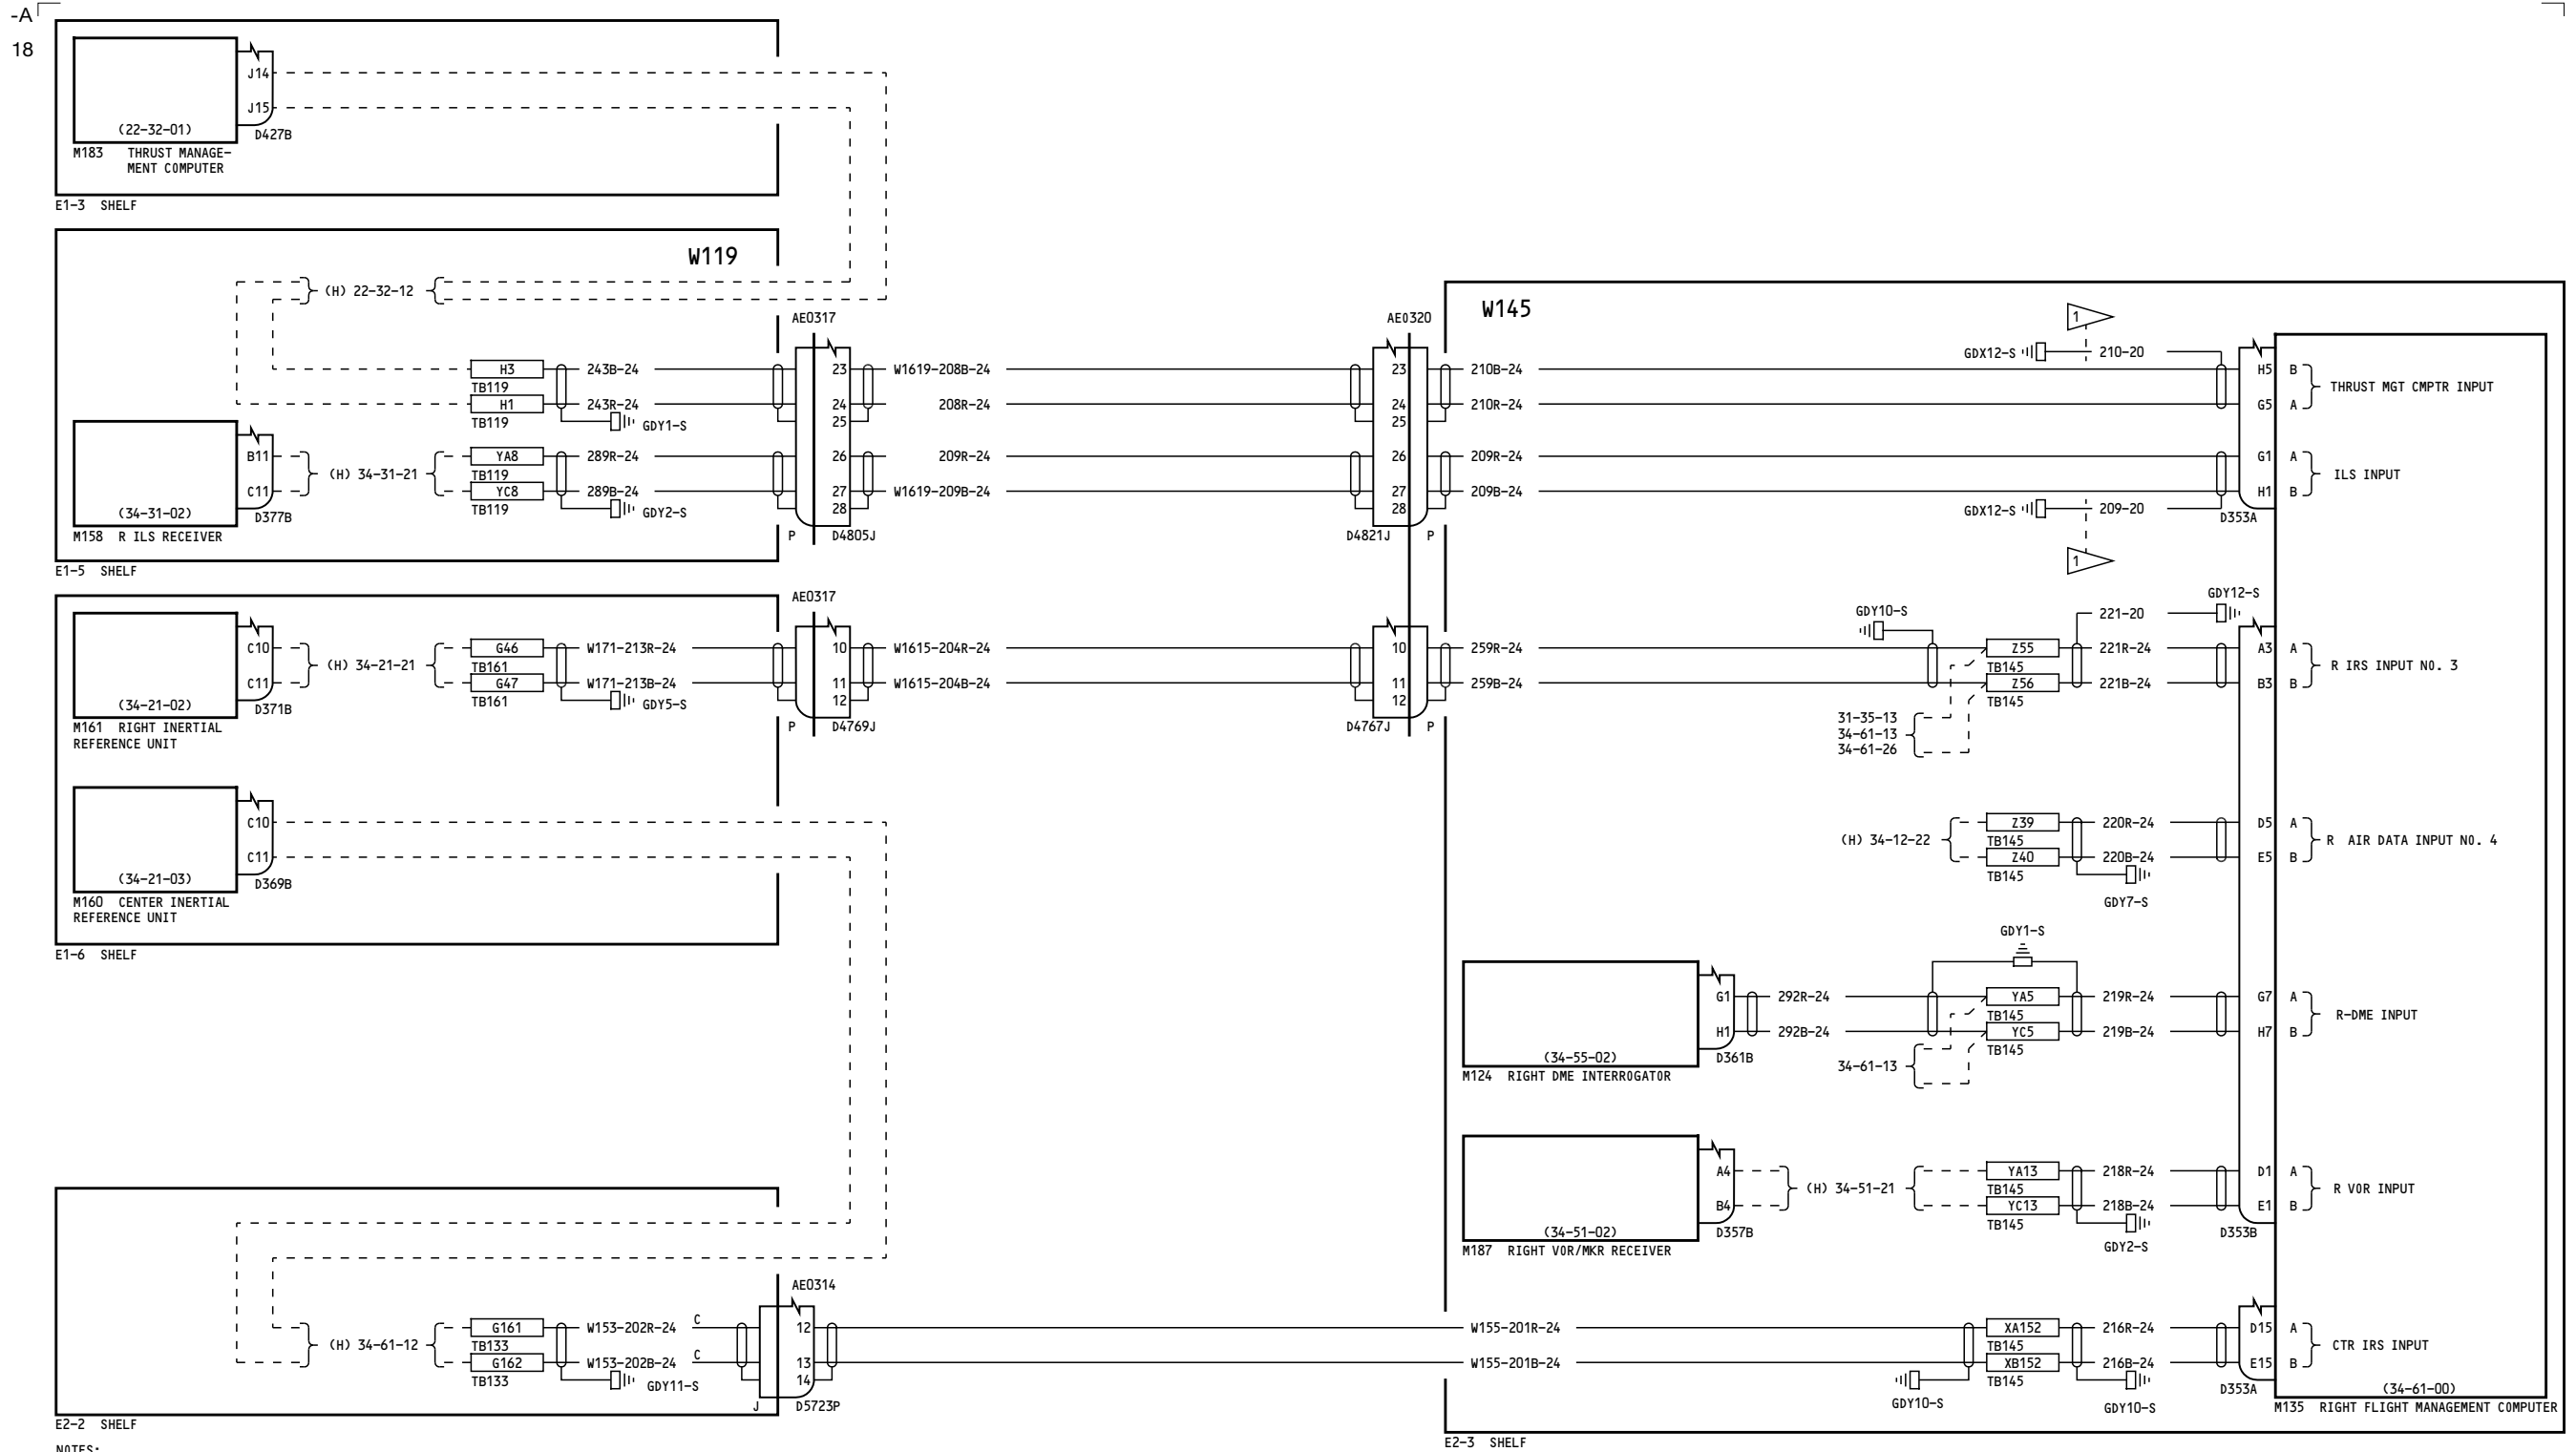 -A
18
J14
J15
(22-32-01)
D427B
M183 THRUST MANAGE-
MENT COMPUTER
E1-3 SHELF
W119
(H) 22-32-12
H3
TB119
H1
TB119
243B-24
243R-24
GDY1-S
AE0317
23
24
25
26
27
28
P
D4805J
B11
C11
(34-31-02)
D377B
M158 R ILS RECEIVER
(H) 34-31-21
YA8
TB119
YC8
TB119
289R-24
289B-24
GDY2-S
E1-5 SHELF
W1619-208B-24
208R-24
209R-24
W1619-209B-24
AE0320
23
24
25
26
27
28
D4821J
P
W145
210B-24
210R-24
209R-24
209B-24
1
GDX12-S
210-20
GDX12-S
209-20
1
H5 B
G5 A
THRUST MGT CMPTR INPUT
G1 A
H1 B
ILS INPUT
D353A
C10
C11
(34-21-02)
D371B
M161 RIGHT INERTIAL
REFERENCE UNIT
(H) 34-21-21
G46
TB161
G47
TB161
W171-213R-24
W171-213B-24
GDY5-S
AE0317
10
11
12
P
D4769J
W1615-204R-24
W1615-204B-24
10
11
12
D4767J
P
259R-24
259B-24
GDY10-S
Z55
TB145
Z56
TB145
31-35-13
34-61-13
34-61-26
221-20
GDY12-S
221R-24
221B-24
A3 A
B3 B
R IRS INPUT NO. 3
C10
C11
(34-21-03)
D369B
M160 CENTER INERTIAL
REFERENCE UNIT
E1-6 SHELF
(H) 34-12-22
Z39
TB145
Z40
TB145
220R-24
220B-24
GDY7-S
D5 A
E5 B
R AIR DATA INPUT NO. 4
G1
H1
(34-55-02)
D361B
M124 RIGHT DME INTERROGATOR
292R-24
292B-24
GDY1-S
YA5
TB145
YC5
TB145
34-61-13
219R-24
219B-24
G7 A
H7 B
R-DME INPUT
A4
B4
(34-51-02)
D357B
M187 RIGHT VOR/MKR RECEIVER
(H) 34-51-21
YA13
TB145
YC13
TB145
218R-24
218B-24
GDY2-S
D1 A
E1 B
R VOR INPUT
D353B
(H) 34-61-12
G161
TB133
G162
TB133
W153-202R-24 C
W153-202B-24 C
GDY11-S
AE0314
12
13
14
J
D5723P
E2-2 SHELF
W155-201R-24
W155-201B-24
XA152
TB145
XB152
TB145
GDY10-S
216R-24
216B-24
GDY10-S
D15 A
E15 B
CTR IRS INPUT
D353A
(34-61-00)
M135 RIGHT FLIGHT MANAGEMENT COMPUTER
E2-3 SHELF
NOTES: